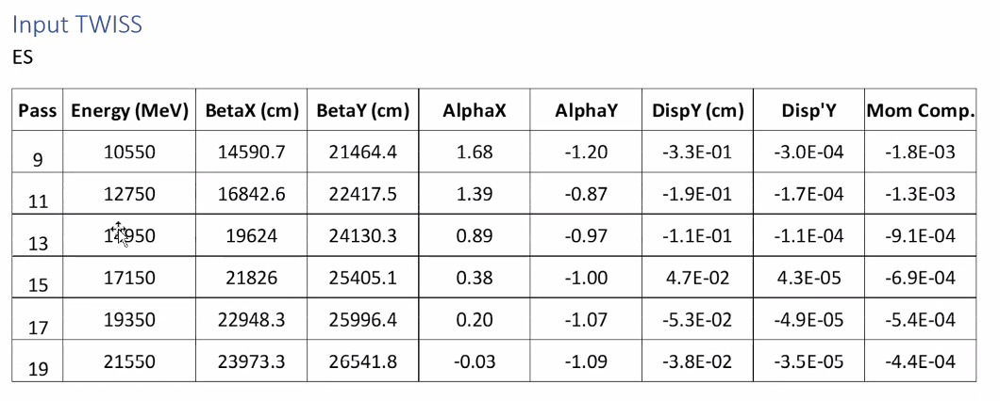 Input TWISS
ES
Pass Energy (MeV) BetaX (cm) BetaY (cm) AlphaX AlphaY DispY (cm) Disp'Y Mom Comp.
9 10550 14590.7 21464.4 1.68 -1.20 -3.3E-01 -3.0E-04 -1.8E-03
11 12750 16842.6 22417.5 1.39 -0.87 -1.9E-01 -1.7E-04 -1.3E-03
13 14950 19624 24130.3 0.89 -0.97 -1.1E-01 -1.1E-04 -9.1E-04
15 17150 21826 25405.1 0.38 -1.00 4.7E-02 4.3E-05 -6.9E-04
17 19350 22948.3 25996.4 0.20 -1.07 -5.3E-02 -4.9E-05 -5.4E-04
19 21550 23973.3 26541.8 -0.03 -1.09 -3.8E-02 -3.5E-05 -4.4E-04